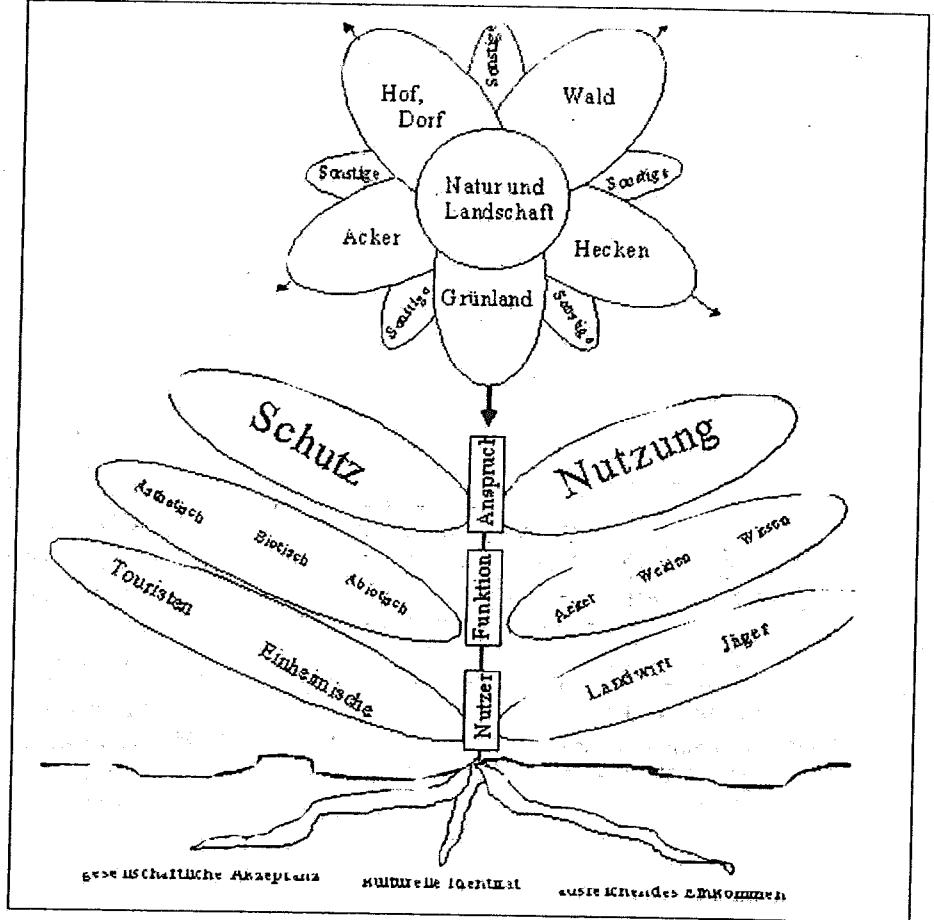 Sonstige
Hof,
Dorf
Wald
Sonstige
Sonstige
Natur und
Landschaft
Acker
Hecken
Grünland
Sonstige
Sonstige
Schutz
Anspruch
Nutzung
Ästhetisch
Biotisch
Abiotisch
Funktion
Acker
Weiden
Wiesen
Touristen
Einheimische
Nutzer
Landwirt
Jäger
gesellschaftliche Akzeptanz
kulturelle Identität
ausreichendes Einkommen